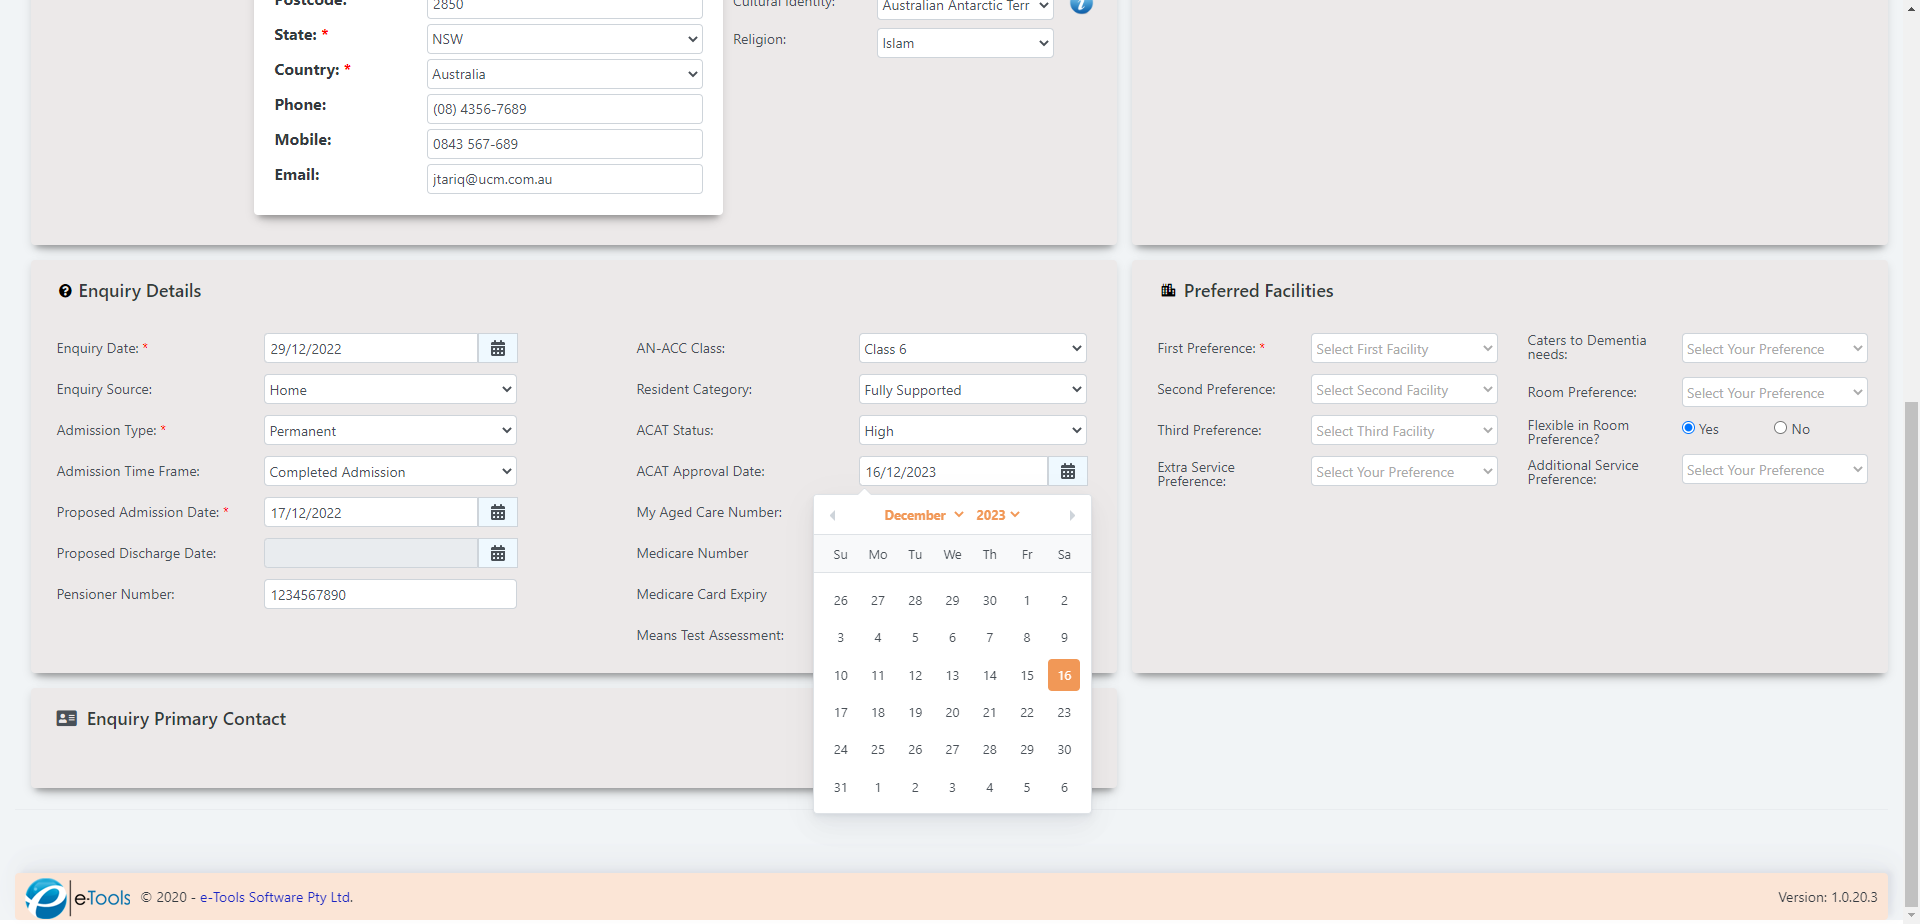 Postcode:
2850
Cultural Identity:
Australian Antarctic Terr
State: *
NSW
Religion:
Islam
Country: *
Australia
Phone:
(08) 4356-7689
Mobile:
0843 567-689
Email:
jtariq@ucm.com.au
Enquiry Details
Enquiry Date: *
29/12/2022
Enquiry Source:
Home
Admission Type: *
Permanent
Admission Time Frame:
Completed Admission
Proposed Admission Date: *
17/12/2022
Proposed Discharge Date:
Pensioner Number:
1234567890
AN-ACC Class:
Class 6
Resident Category:
Fully Supported
ACAT Status:
High
ACAT Approval Date:
16/12/2023
My Aged Care Number:
Medicare Number
Medicare Card Expiry
Means Test Assessment:
December 2023
Su Mo Tu We Th Fr Sa
26 27 28 29 30 1 2
3 4 5 6 7 8 9
10 11 12 13 14 15 16
17 18 19 20 21 22 23
24 25 26 27 28 29 30
31 1 2 3 4 5 6
Preferred Facilities
First Preference: *
Select First Facility
Second Preference:
Select Second Facility
Third Preference:
Select Third Facility
Extra Service
Preference:
Select Your Preference
Caters to Dementia
needs:
Select Your Preference
Room Preference:
Select Your Preference
Flexible in Room
Preference?
Yes
No
Additional Service
Preference:
Select Your Preference
Enquiry Primary Contact
e-Tools
© 2020 - e-Tools Software Pty Ltd.
Version: 1.0.20.3